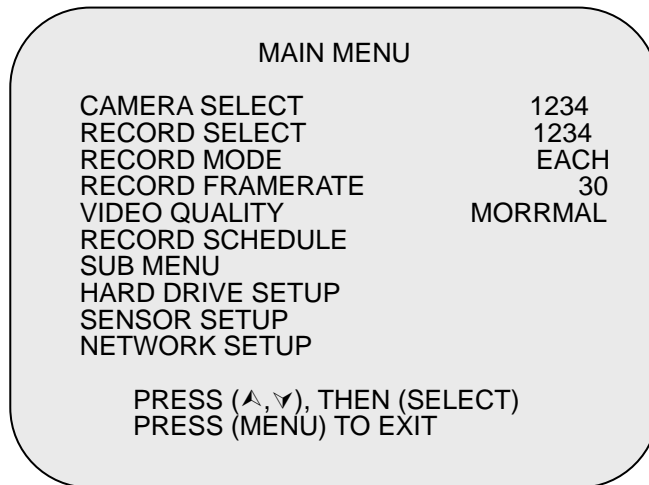 MAIN MENU
CAMERA SELECT 1234
RECORD SELECT 1234
RECORD MODE EACH
RECORD FRAMERATE 30
VIDEO QUALITY MORRMAL
RECORD SCHEDULE
SUB MENU
HARD DRIVE SETUP
SENSOR SETUP
NETWORK SETUP
PRESS (⮝,⮟), THEN (SELECT)
PRESS (MENU) TO EXIT